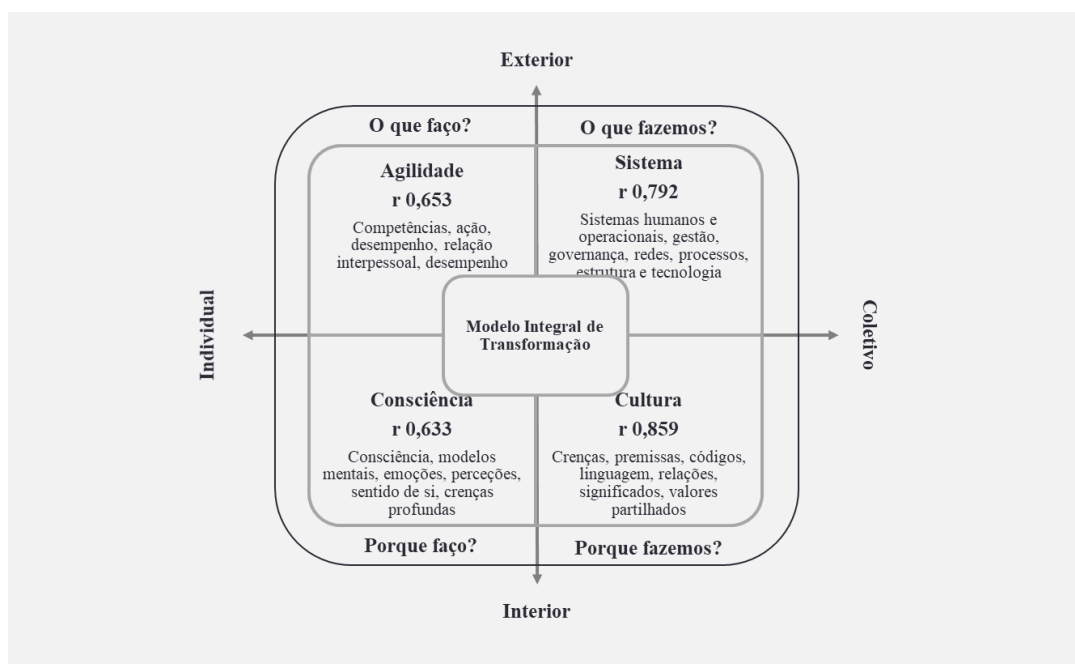 Exterior
O que faço?
O que fazemos?
Agilidade
r 0,653
Competências, ação,
desempenho, relação
interpessoal, desempenho
Sistema
r 0,792
Sistemas humanos e
operacionais, gestão,
governança, redes, processos,
estrutura e tecnologia
Individual
Modelo Integral de
Transformação
Coletivo
Consciência
r 0,633
Consciência, modelos
mentais, emoções, perceções,
sentido de si, crenças
profundas
Cultura
r 0,859
Crenças, premissas, códigos,
linguagem, relações,
significados, valores
partilhados
Porque faço?
Porque fazemos?
Interior